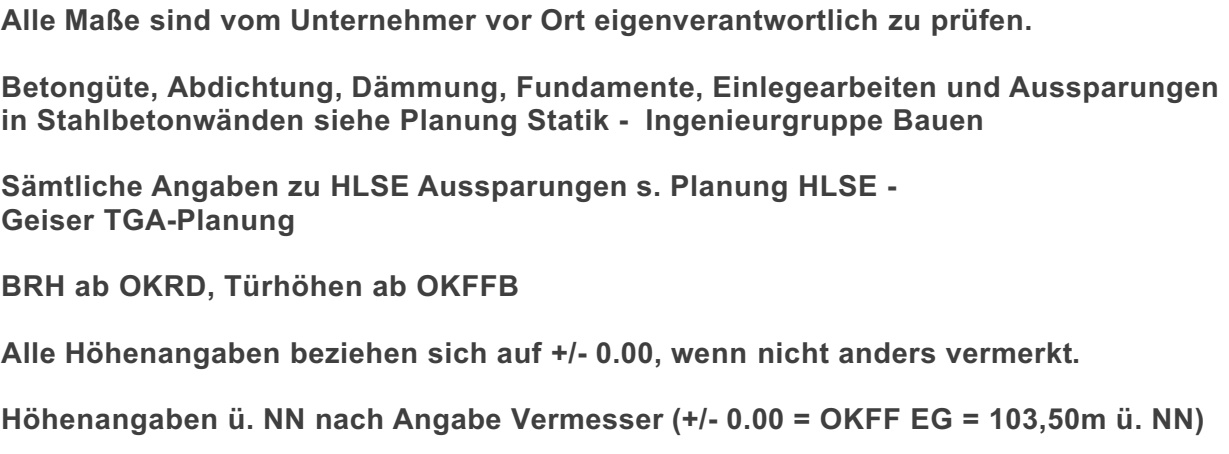 Alle Maße sind vom Unternehmer vor Ort eigenverantwortlich zu prüfen.
Betongüte, Abdichtung, Dämmung, Fundamente, Einlegearbeiten und Aussparungen
in Stahlbetonwänden siehe Planung Statik - Ingenieurgruppe Bauen
Sämtliche Angaben zu HLSE Aussparungen s. Planung HLSE -
Geiser TGA-Planung
BRH ab OKRD, Türhöhen ab OKFFB
Alle Höhenangaben beziehen sich auf +/- 0.00, wenn nicht anders vermerkt.
Höhenangaben ü. NN nach Angabe Vermesser (+/- 0.00 = OKFF EG = 103,50m ü. NN)